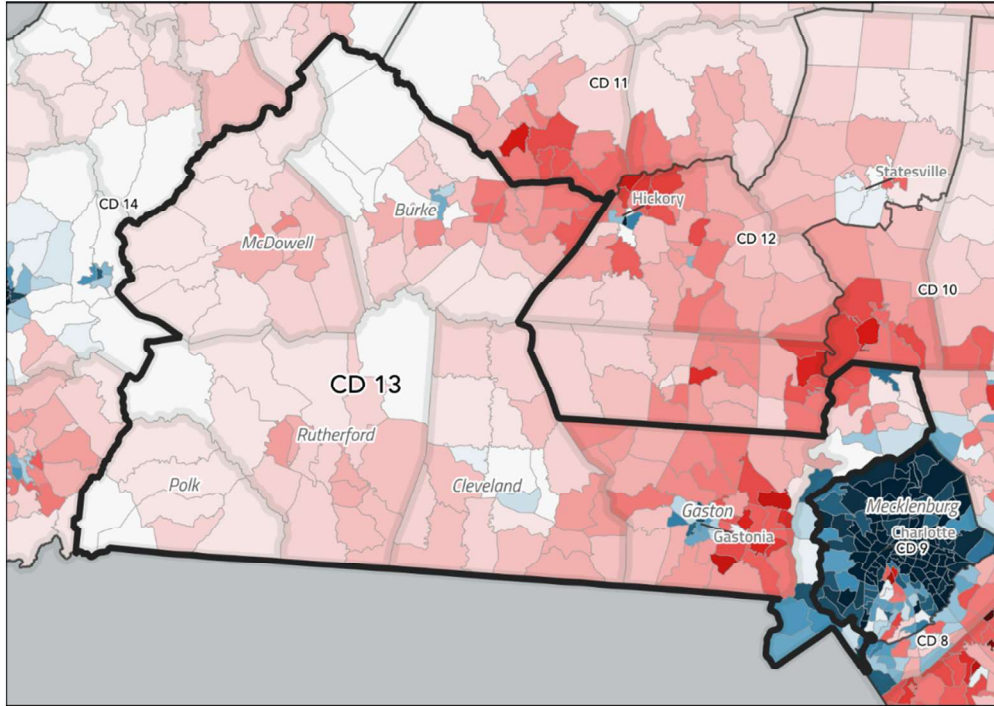 CD 11
Statesville
CD 14
Hickory
Burke
McDowell
CD 12
CD 10
CD 13
Rutherford
Polk
Cleveland
Gaston
Gastonia
Mecklenburg
Charlotte
CD 9
CD 8